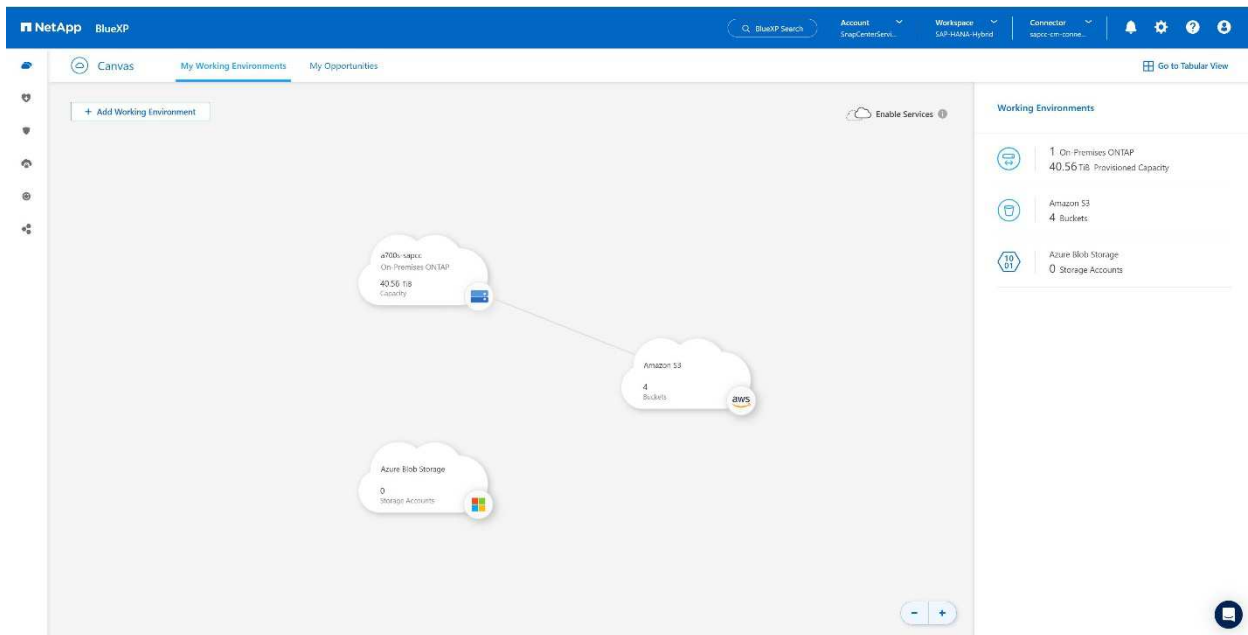 NetApp BlueXP
BlueXP Search
Account
SnapCenterServi...
Workspace
SAP-HANA-Hybrid
Connector
sapcc-cm-conne...
Canvas
My Working Environments
My Opportunities
Go to Tabular View
+ Add Working Environment
Enable Services
Working Environments
1 On-Premises ONTAP
40.56 TiB Provisioned Capacity
Amazon S3
4 Buckets
10
01
Azure Blob Storage
0 Storage Accounts
a700s-sapcc
On-Premises ONTAP
40.56 TiB
Capacity
Amazon S3
4
Buckets
aws
Azure Blob Storage
0
Storage Accounts
- +